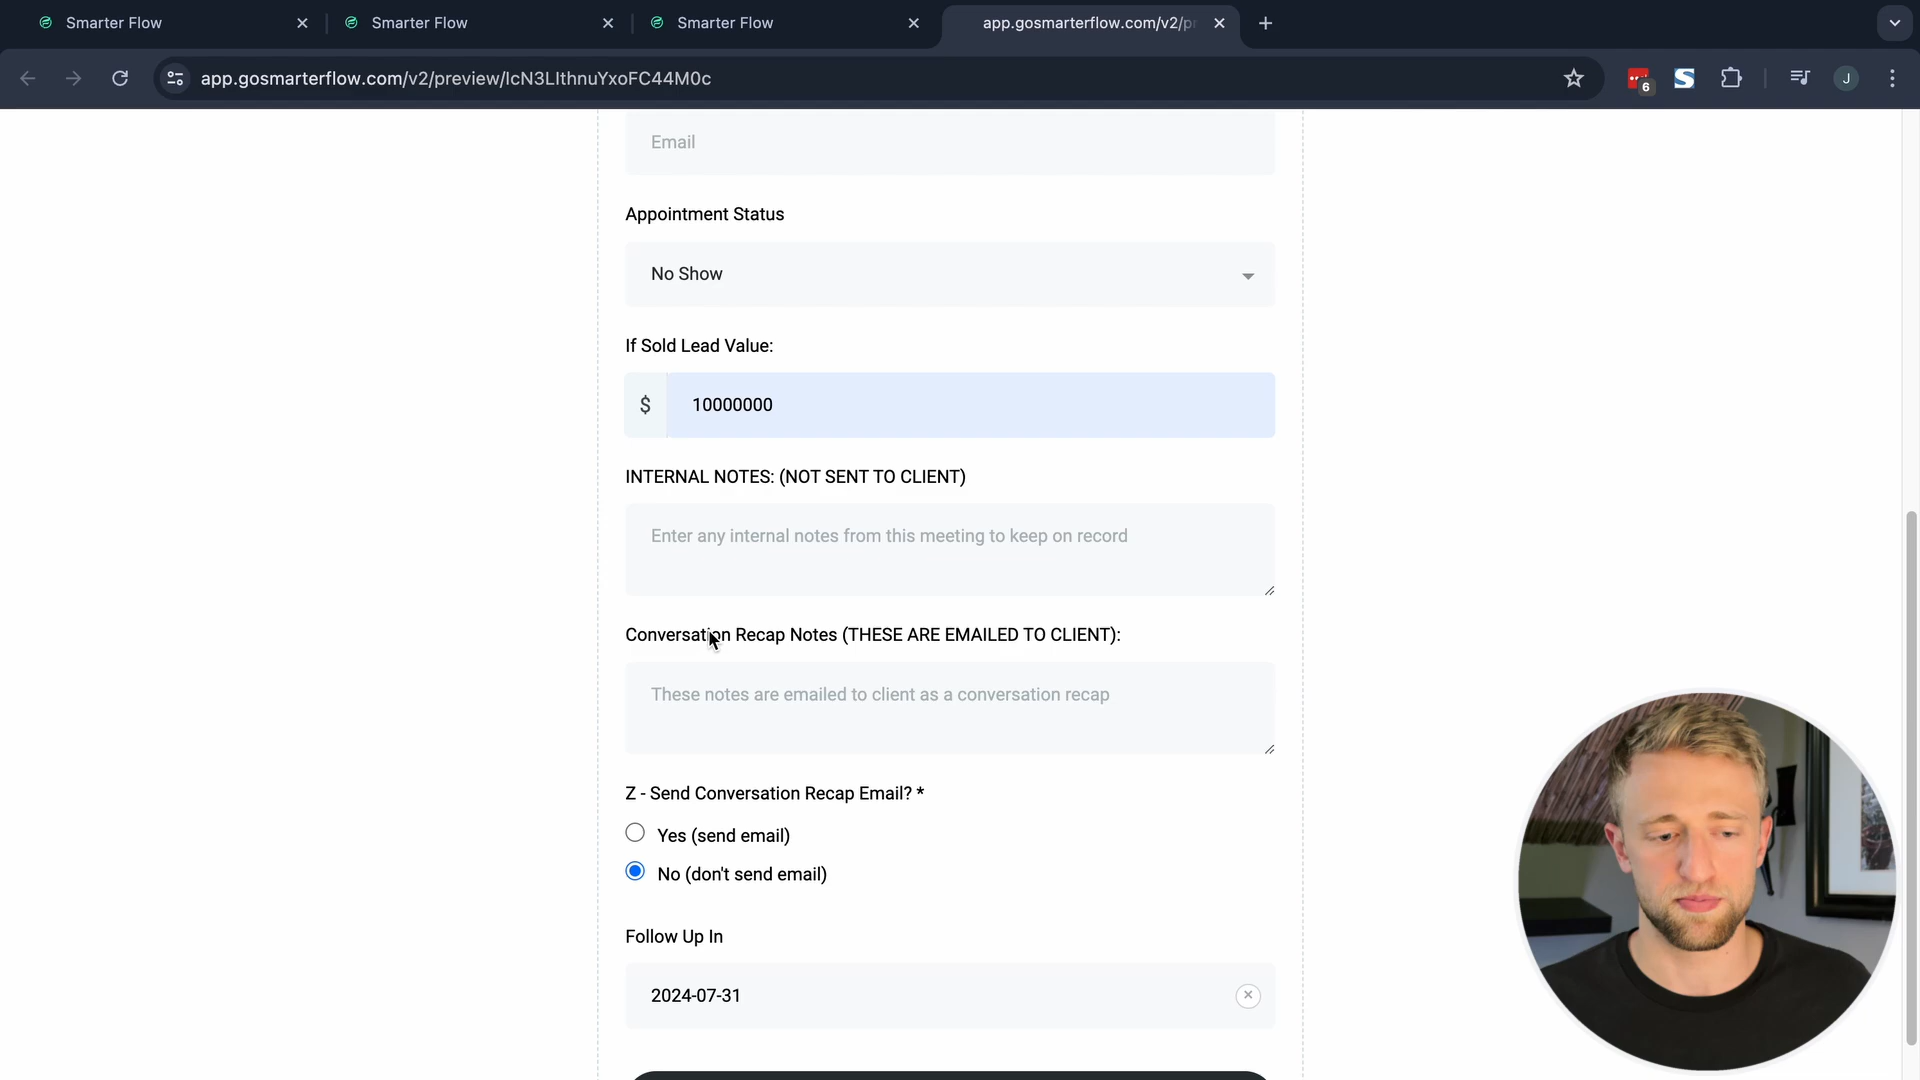 Smarter Flow
Smarter Flow
Smarter Flow
app.gosmarterflow.com/v2/pr
app.gosmarterflow.com/v2/preview/IcN3LIthnuYxoFC44M0c
6
J
Email
Appointment Status
No Show
If Sold Lead Value:
$ 10000000
INTERNAL NOTES: (NOT SENT TO CLIENT)
Enter any internal notes from this meeting to keep on record
Conversation Recap Notes (THESE ARE EMAILED TO CLIENT):
These notes are emailed to client as a conversation recap
Z - Send Conversation Recap Email? *
Yes (send email)
No (don't send email)
Follow Up In
2024-07-31